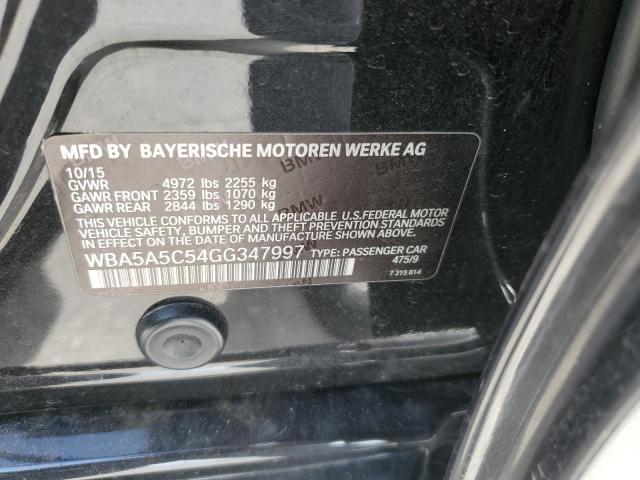 MFD BY BAYERISCHE MOTOREN WERKE AG
10/15
GVWR 4972 lbs 2255 kg
GAWR FRONT 2359 lbs 1070 kg
GAWR REAR 2844 lbs 1290 kg
THIS VEHICLE CONFORMS TO ALL APPLICABLE U.S.FEDERAL MOTOR
VEHICLE SAFETY, BUMPER AND THEFT PREVENTION STANDARDS
IN EFFECT ON THE DATE OF MANUFACTURE SHOWN ABOVE.
WBA5A5C54GG347997 TYPE: PASSENGER CAR
475/9
7 315 814